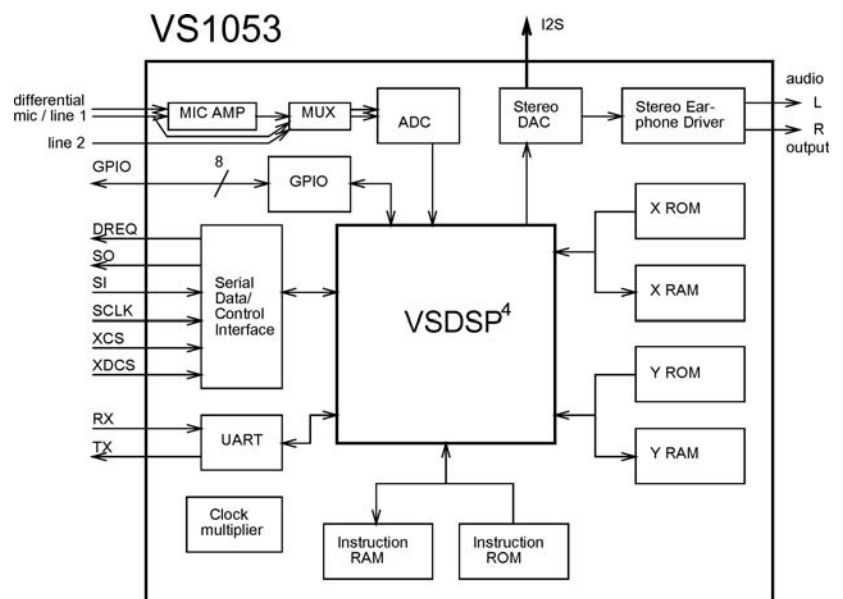 VS1053
I2S
differential
mic / line 1
line 2
MIC AMP
MUX
ADC
Stereo
DAC
Stereo Ear-
phone Driver
audio
L
R
output
GPIO
8
GPIO
DREQ
SO
SI
SCLK
XCS
XDCS
Serial
Data/
Control
Interface
VSDSP4
X ROM
X RAM
Y ROM
Y RAM
RX
TX
UART
Clock
multiplier
Instruction
RAM
Instruction
ROM